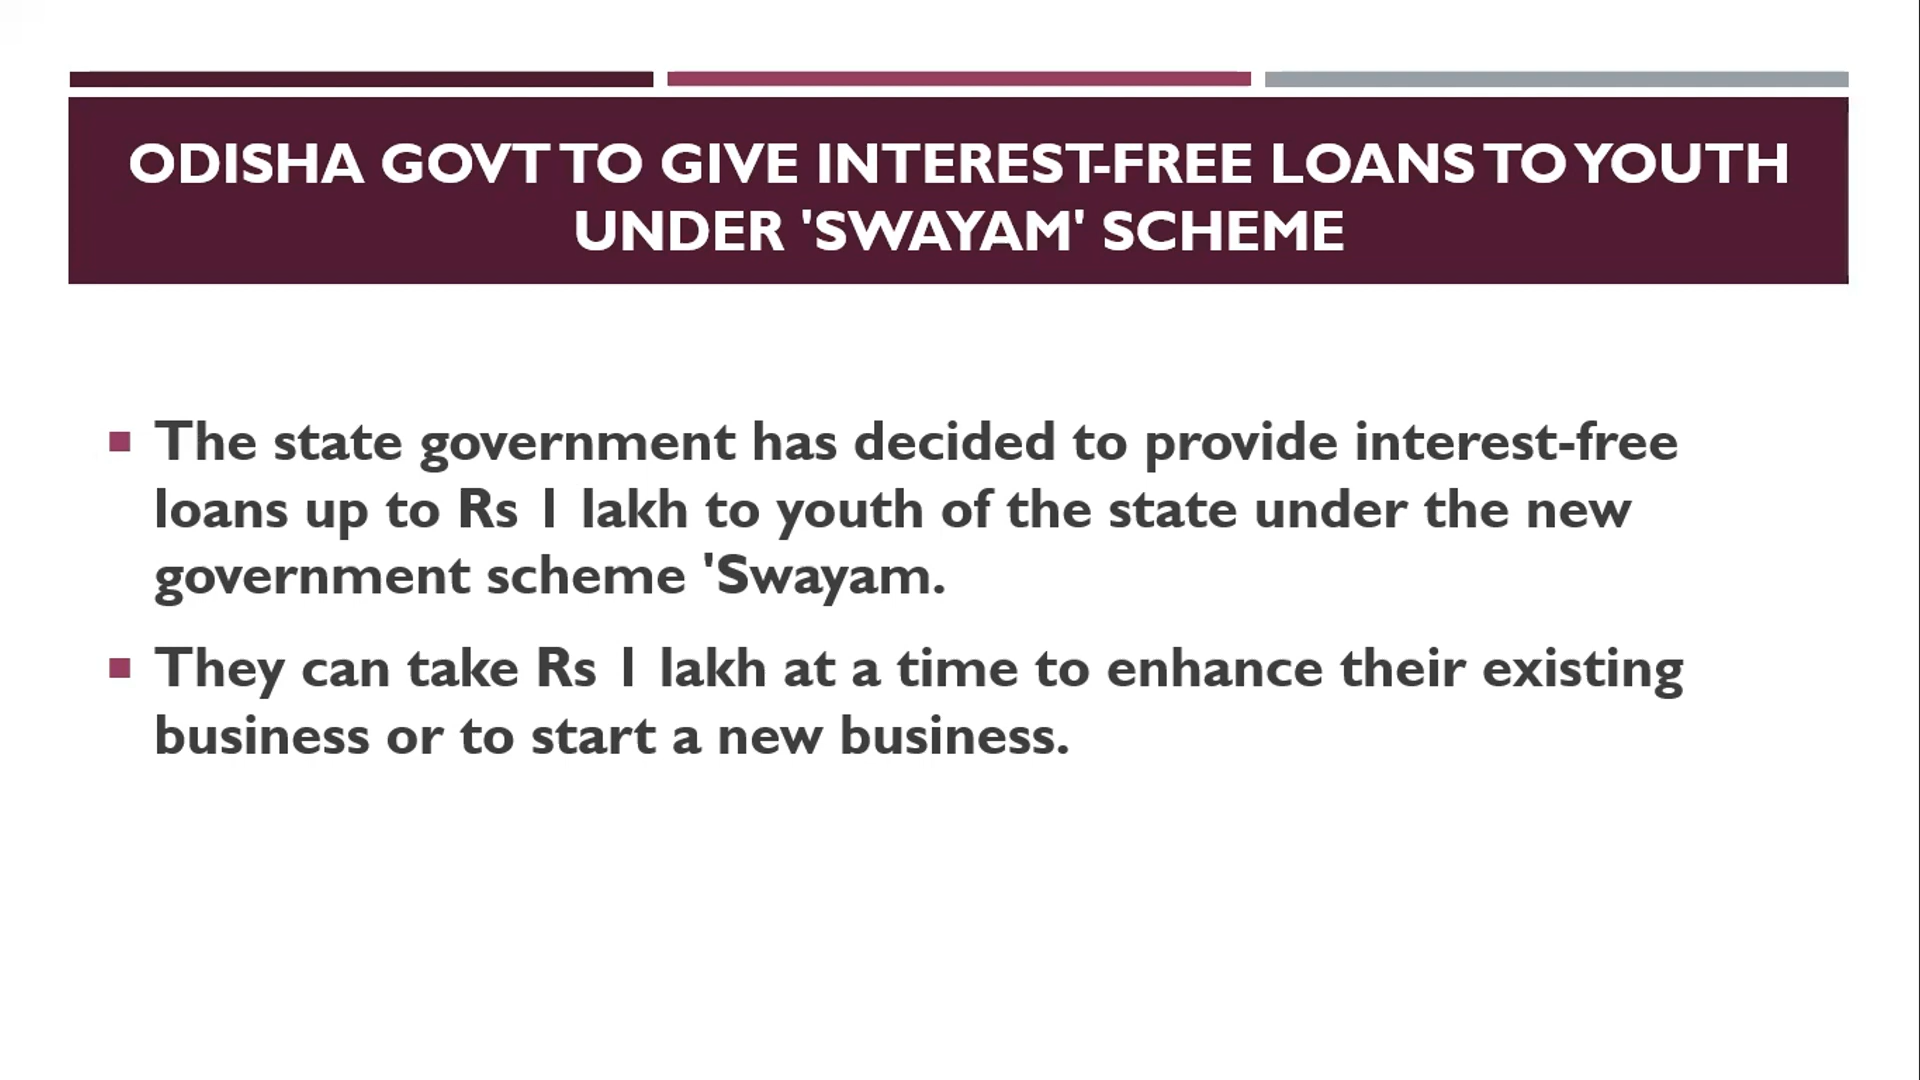 ODISHA GOVT TO GIVE INTEREST-FREE LOANS TO YOUTH
UNDER 'SWAYAM' SCHEME
The state government has decided to provide interest-free
loans up to Rs 1 lakh to youth of the state under the new
government scheme 'Swayam.
They can take Rs 1 lakh at a time to enhance their existing
business or to start a new business.